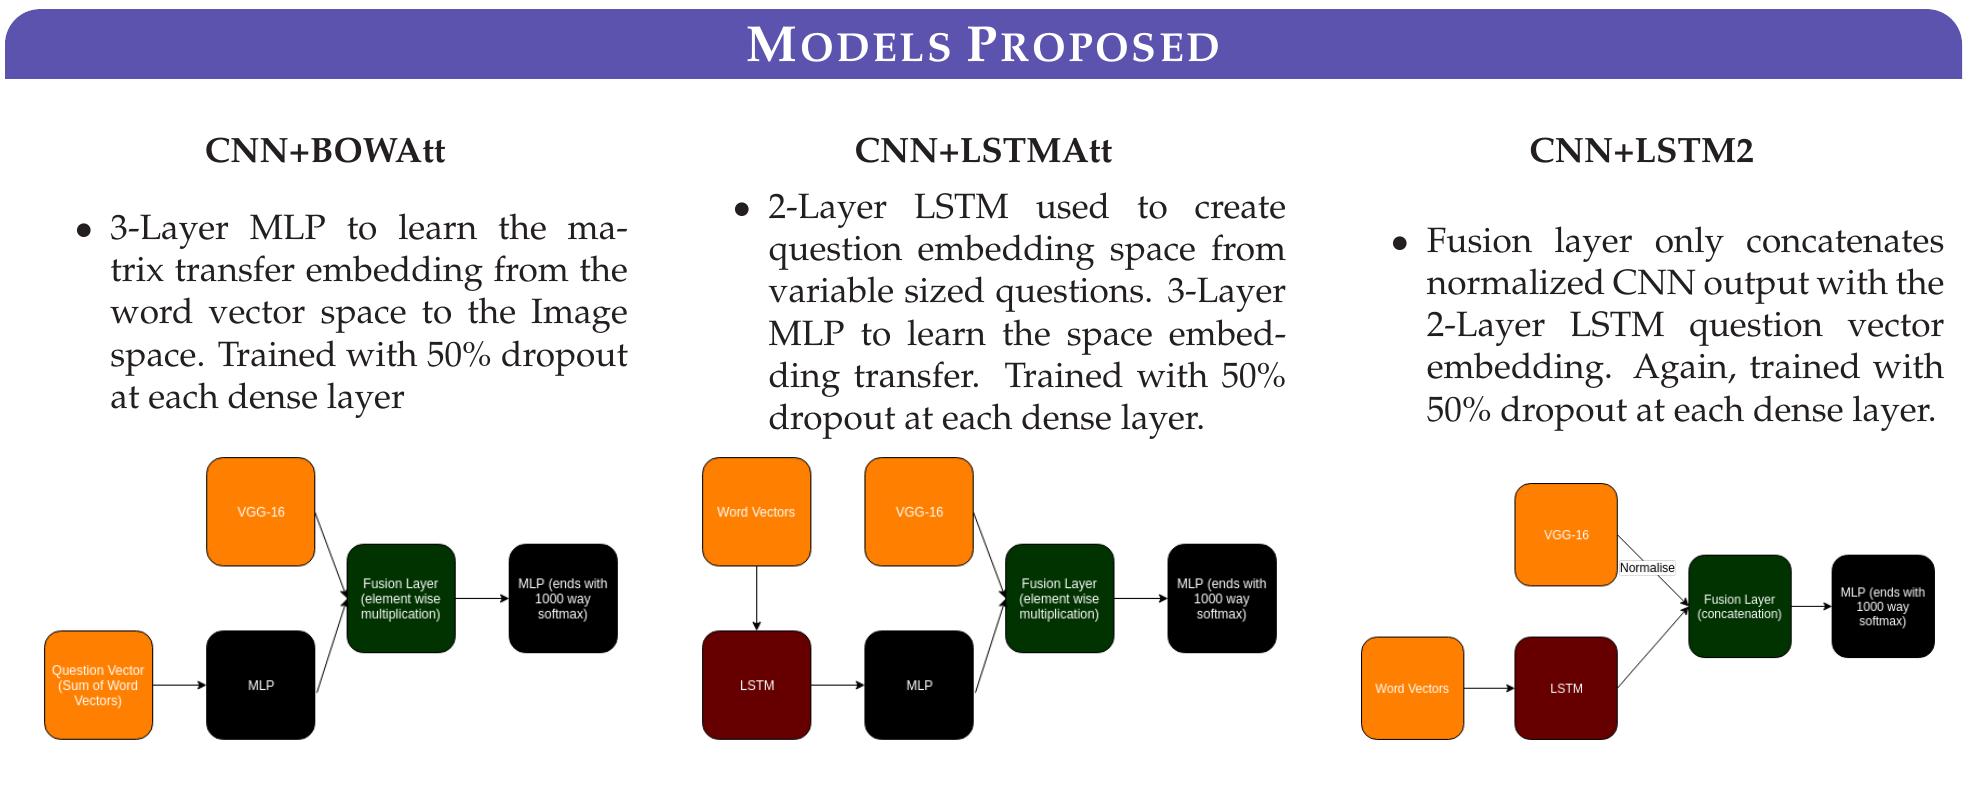 MODELS PROPOSED
CNN+BOWAtt
• 3-Layer MLP to learn the ma-
trix transfer embedding from the
word vector space to the Image
space. Trained with 50% dropout
at each dense layer
VGG-16
Fusion Layer
(element wise
multiplication)
MLP (ends with
1000 way
softmax)
Question Vector
(Sum of Word
Vectors)
MLP
CNN+LSTMAtt
• 2-Layer LSTM used to create
question embedding space from
variable sized questions. 3-Layer
MLP to learn the space embed-
ding transfer. Trained with 50%
dropout at each dense layer.
Word Vectors
VGG-16
Fusion Layer
(element wise
multiplication)
MLP (ends with
1000 way
softmax)
LSTM
MLP
CNN+LSTM2
• Fusion layer only concatenates
normalized CNN output with the
2-Layer LSTM question vector
embedding. Again, trained with
50% dropout at each dense layer.
VGG-16
Normalise
Fusion Layer
(concatenation)
MLP (ends with
1000 way
softmax)
Word Vectors
LSTM